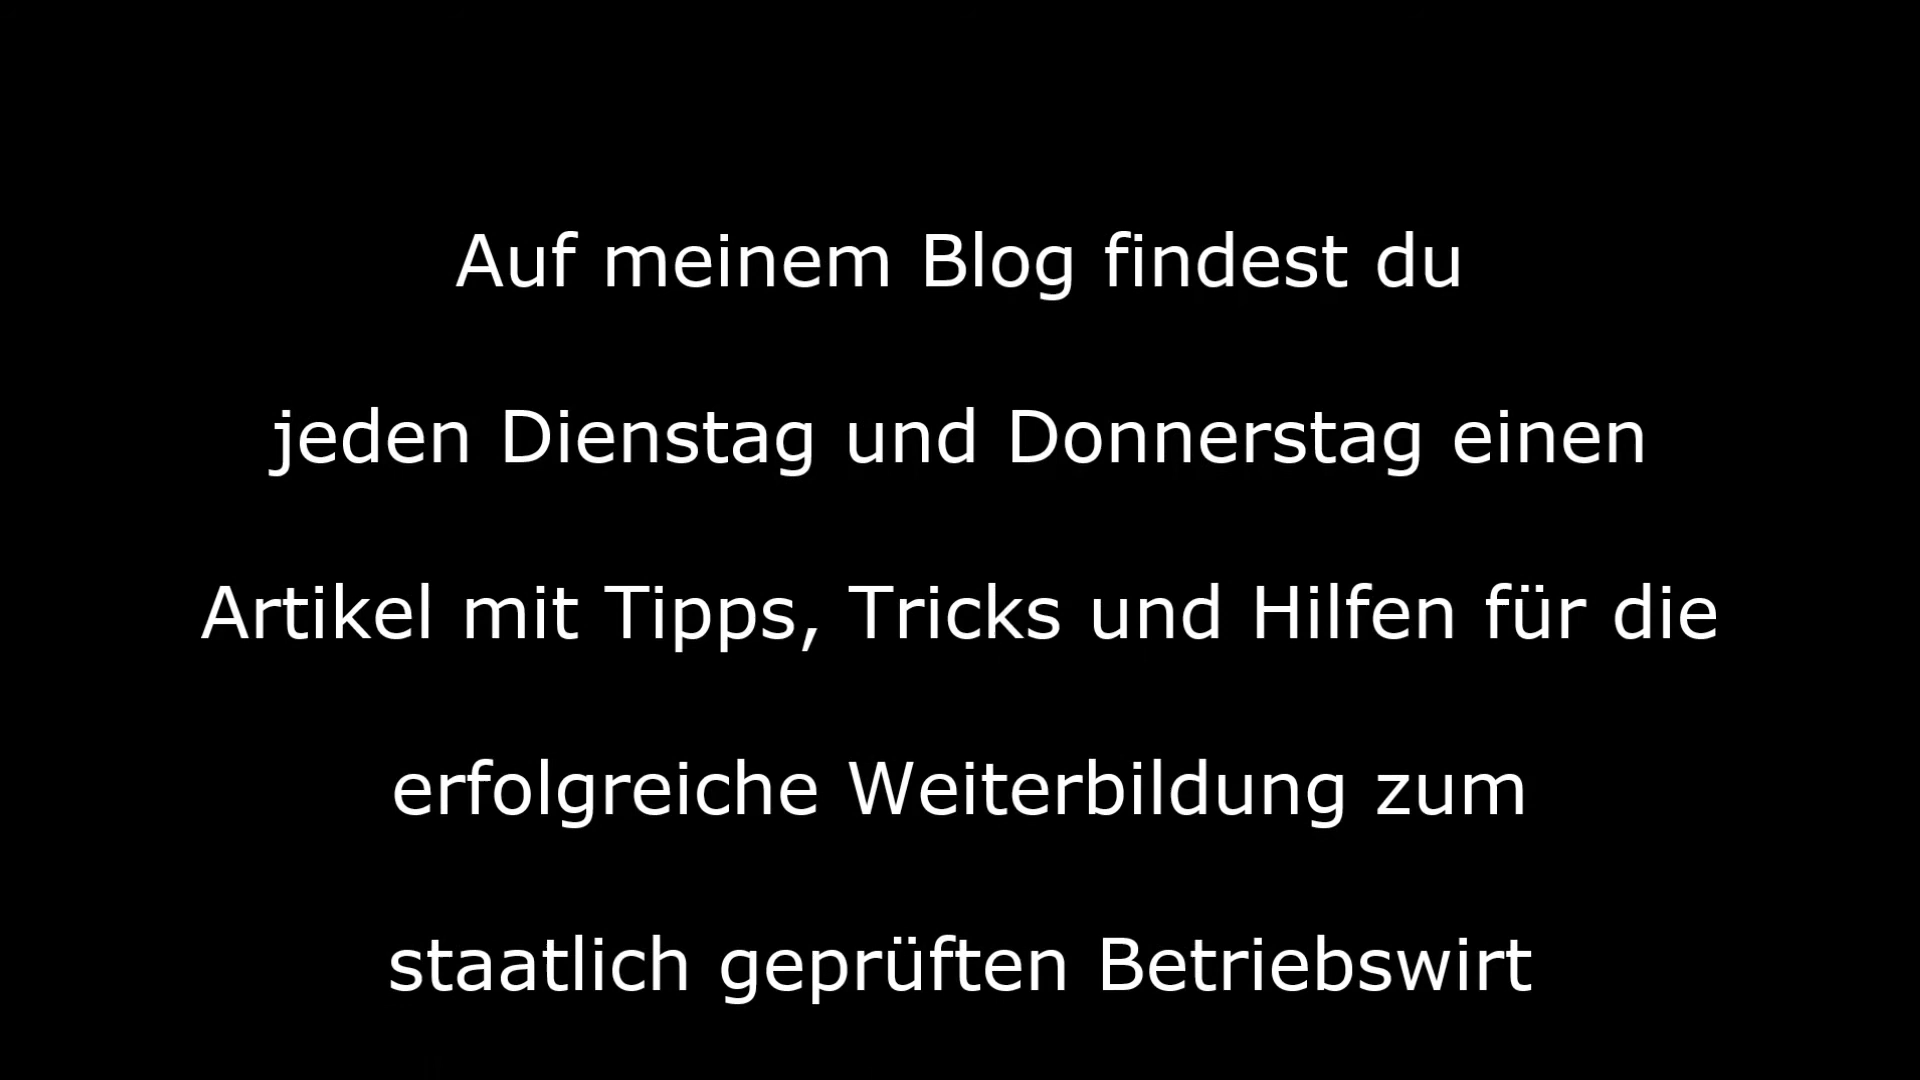 Auf meinem Blog findest du
jeden Dienstag und Donnerstag einen
Artikel mit Tipps, Tricks und Hilfen für die
erfolgreiche Weiterbildung zum
staatlich geprüften Betriebswirt